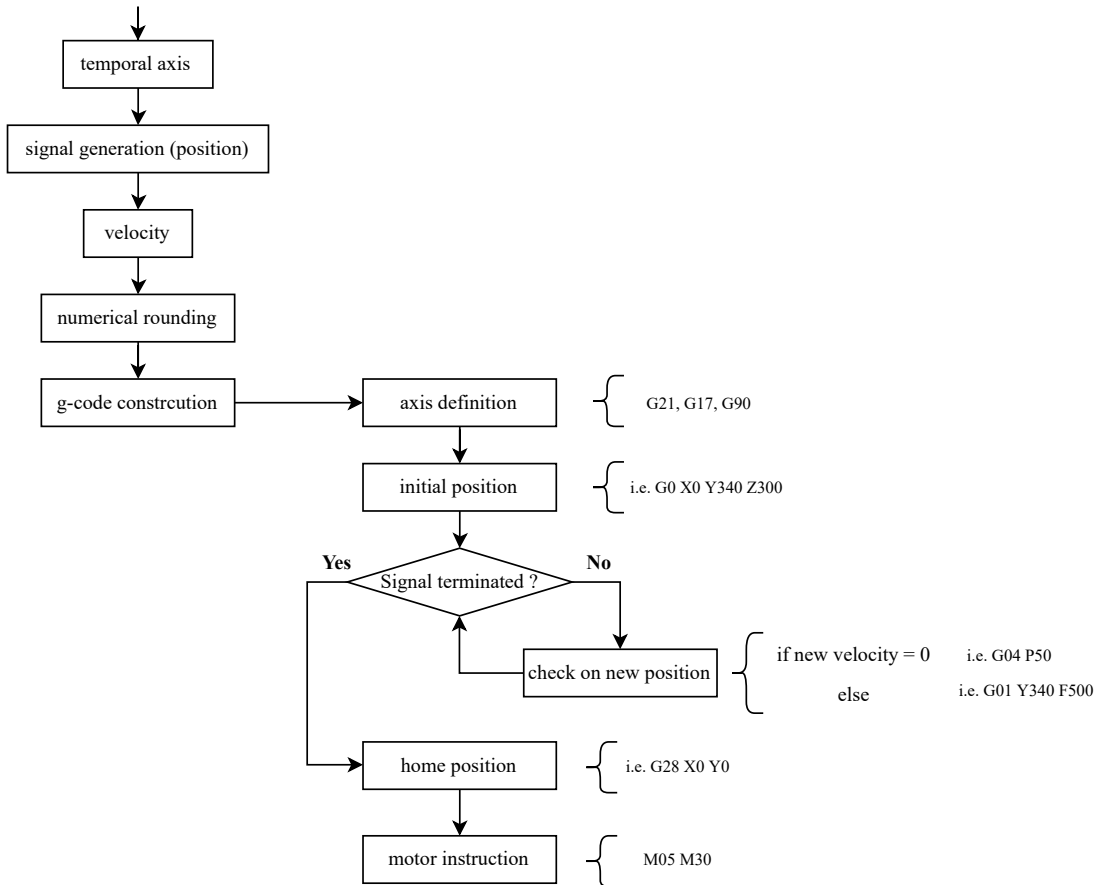 temporal axis
signal generation (position)
velocity
numerical rounding
g-code constrcution
axis definition
G21, G17, G90
initial position
i.e. G0 X0 Y340 Z300
Yes
Signal terminated ?
No
check on new position
if new velocity = 0
i.e. G04 P50
else
i.e. G01 Y340 F500
home position
i.e. G28 X0 Y0
motor instruction
M05 M30